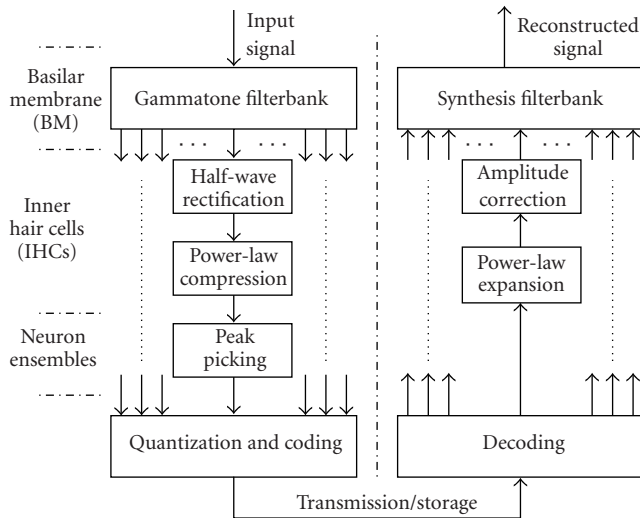 Input
signal
Reconstructed
signal
Basilar
membrane
(BM)
Gammatone filterbank
Synthesis filterbank
. . .
. . .
. . .
. . .
Inner
hair cells
(IHCs)
Half-wave
rectification
Amplitude
correction
Power-law
compression
Power-law
expansion
Neuron
ensembles
Peak
picking
Quantization and coding
Decoding
Transmission/storage